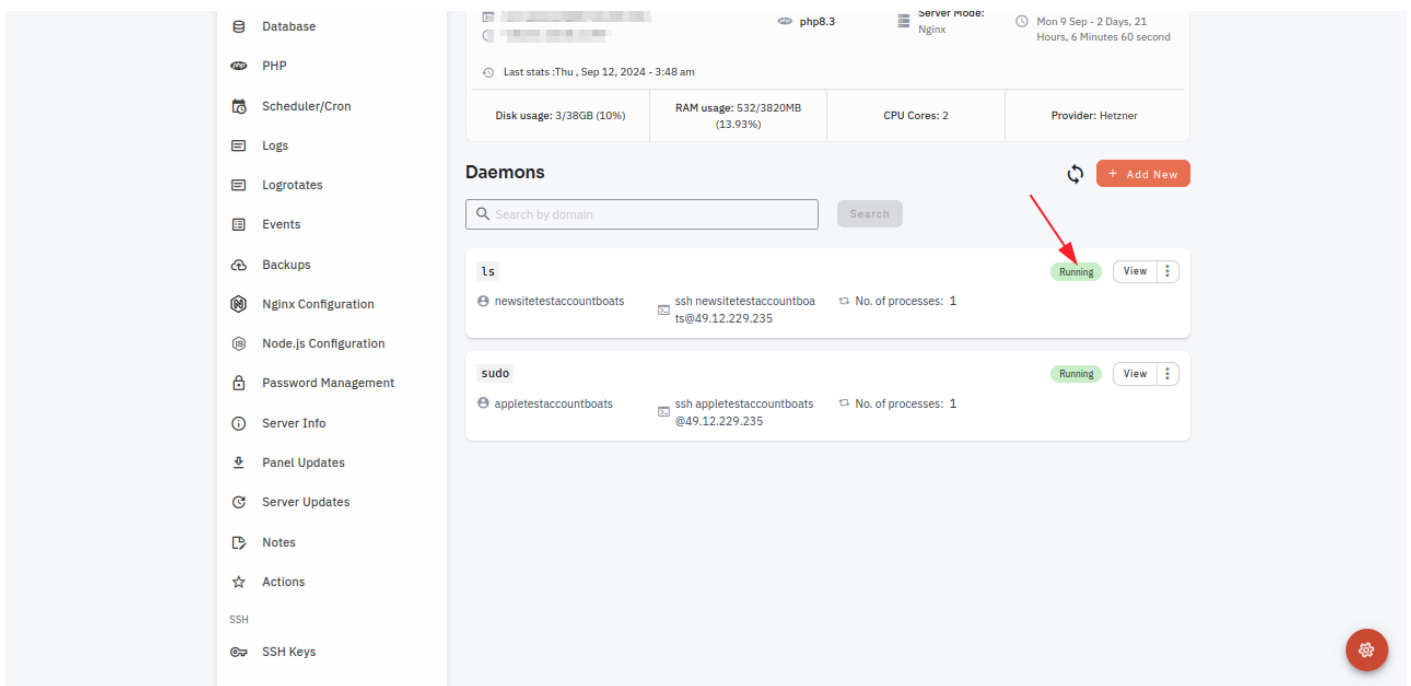 Database
PHP
Scheduler/Cron
Logs
Logrotates
Events
Backups
Nginx Configuration
Node.js Configuration
Password Management
Server Info
Panel Updates
Server Updates
Notes
Actions
SSH
SSH Keys
php
php8.3
Server Mode:
Nginx
Mon 9 Sep - 2 Days, 21
Hours, 6 Minutes 60 second
Last stats :Thu , Sep 12, 2024 - 3:48 am
Disk usage: 3/38GB (10%)
RAM usage: 532/3820MB
(13.93%)
CPU Cores: 2
Provider: Hetzner
Daemons
+ Add New
Search by domain
Search
ls
Running
View
newsitetestaccountboats
ssh newsitetestaccountboa
ts@49.12.229.235
No. of processes: 1
sudo
Running
View
appletestaccountboats
ssh appletestaccountboats
@49.12.229.235
No. of processes: 1